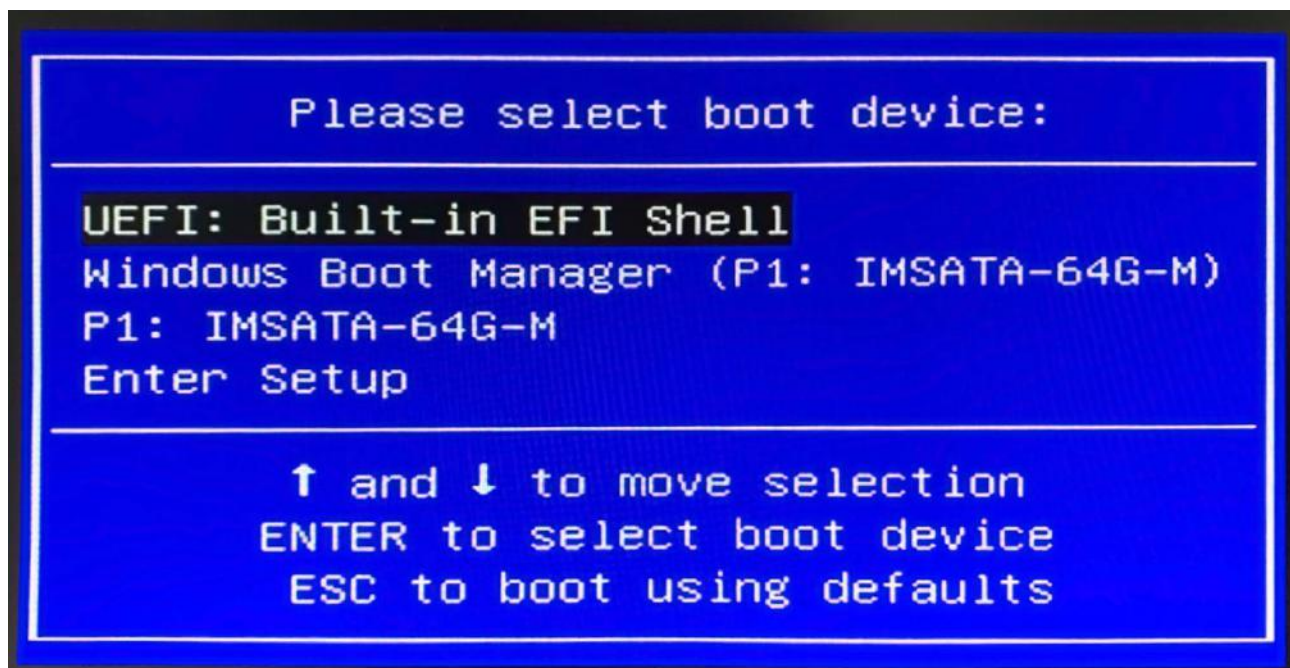 Please select boot device:
UEFI: Built-in EFI Shell
Windows Boot Manager (P1: IMSATA-64G-M)
P1: IMSATA-64G-M
Enter Setup
↑ and ↓ to move selection
ENTER to select boot device
ESC to boot using defaults